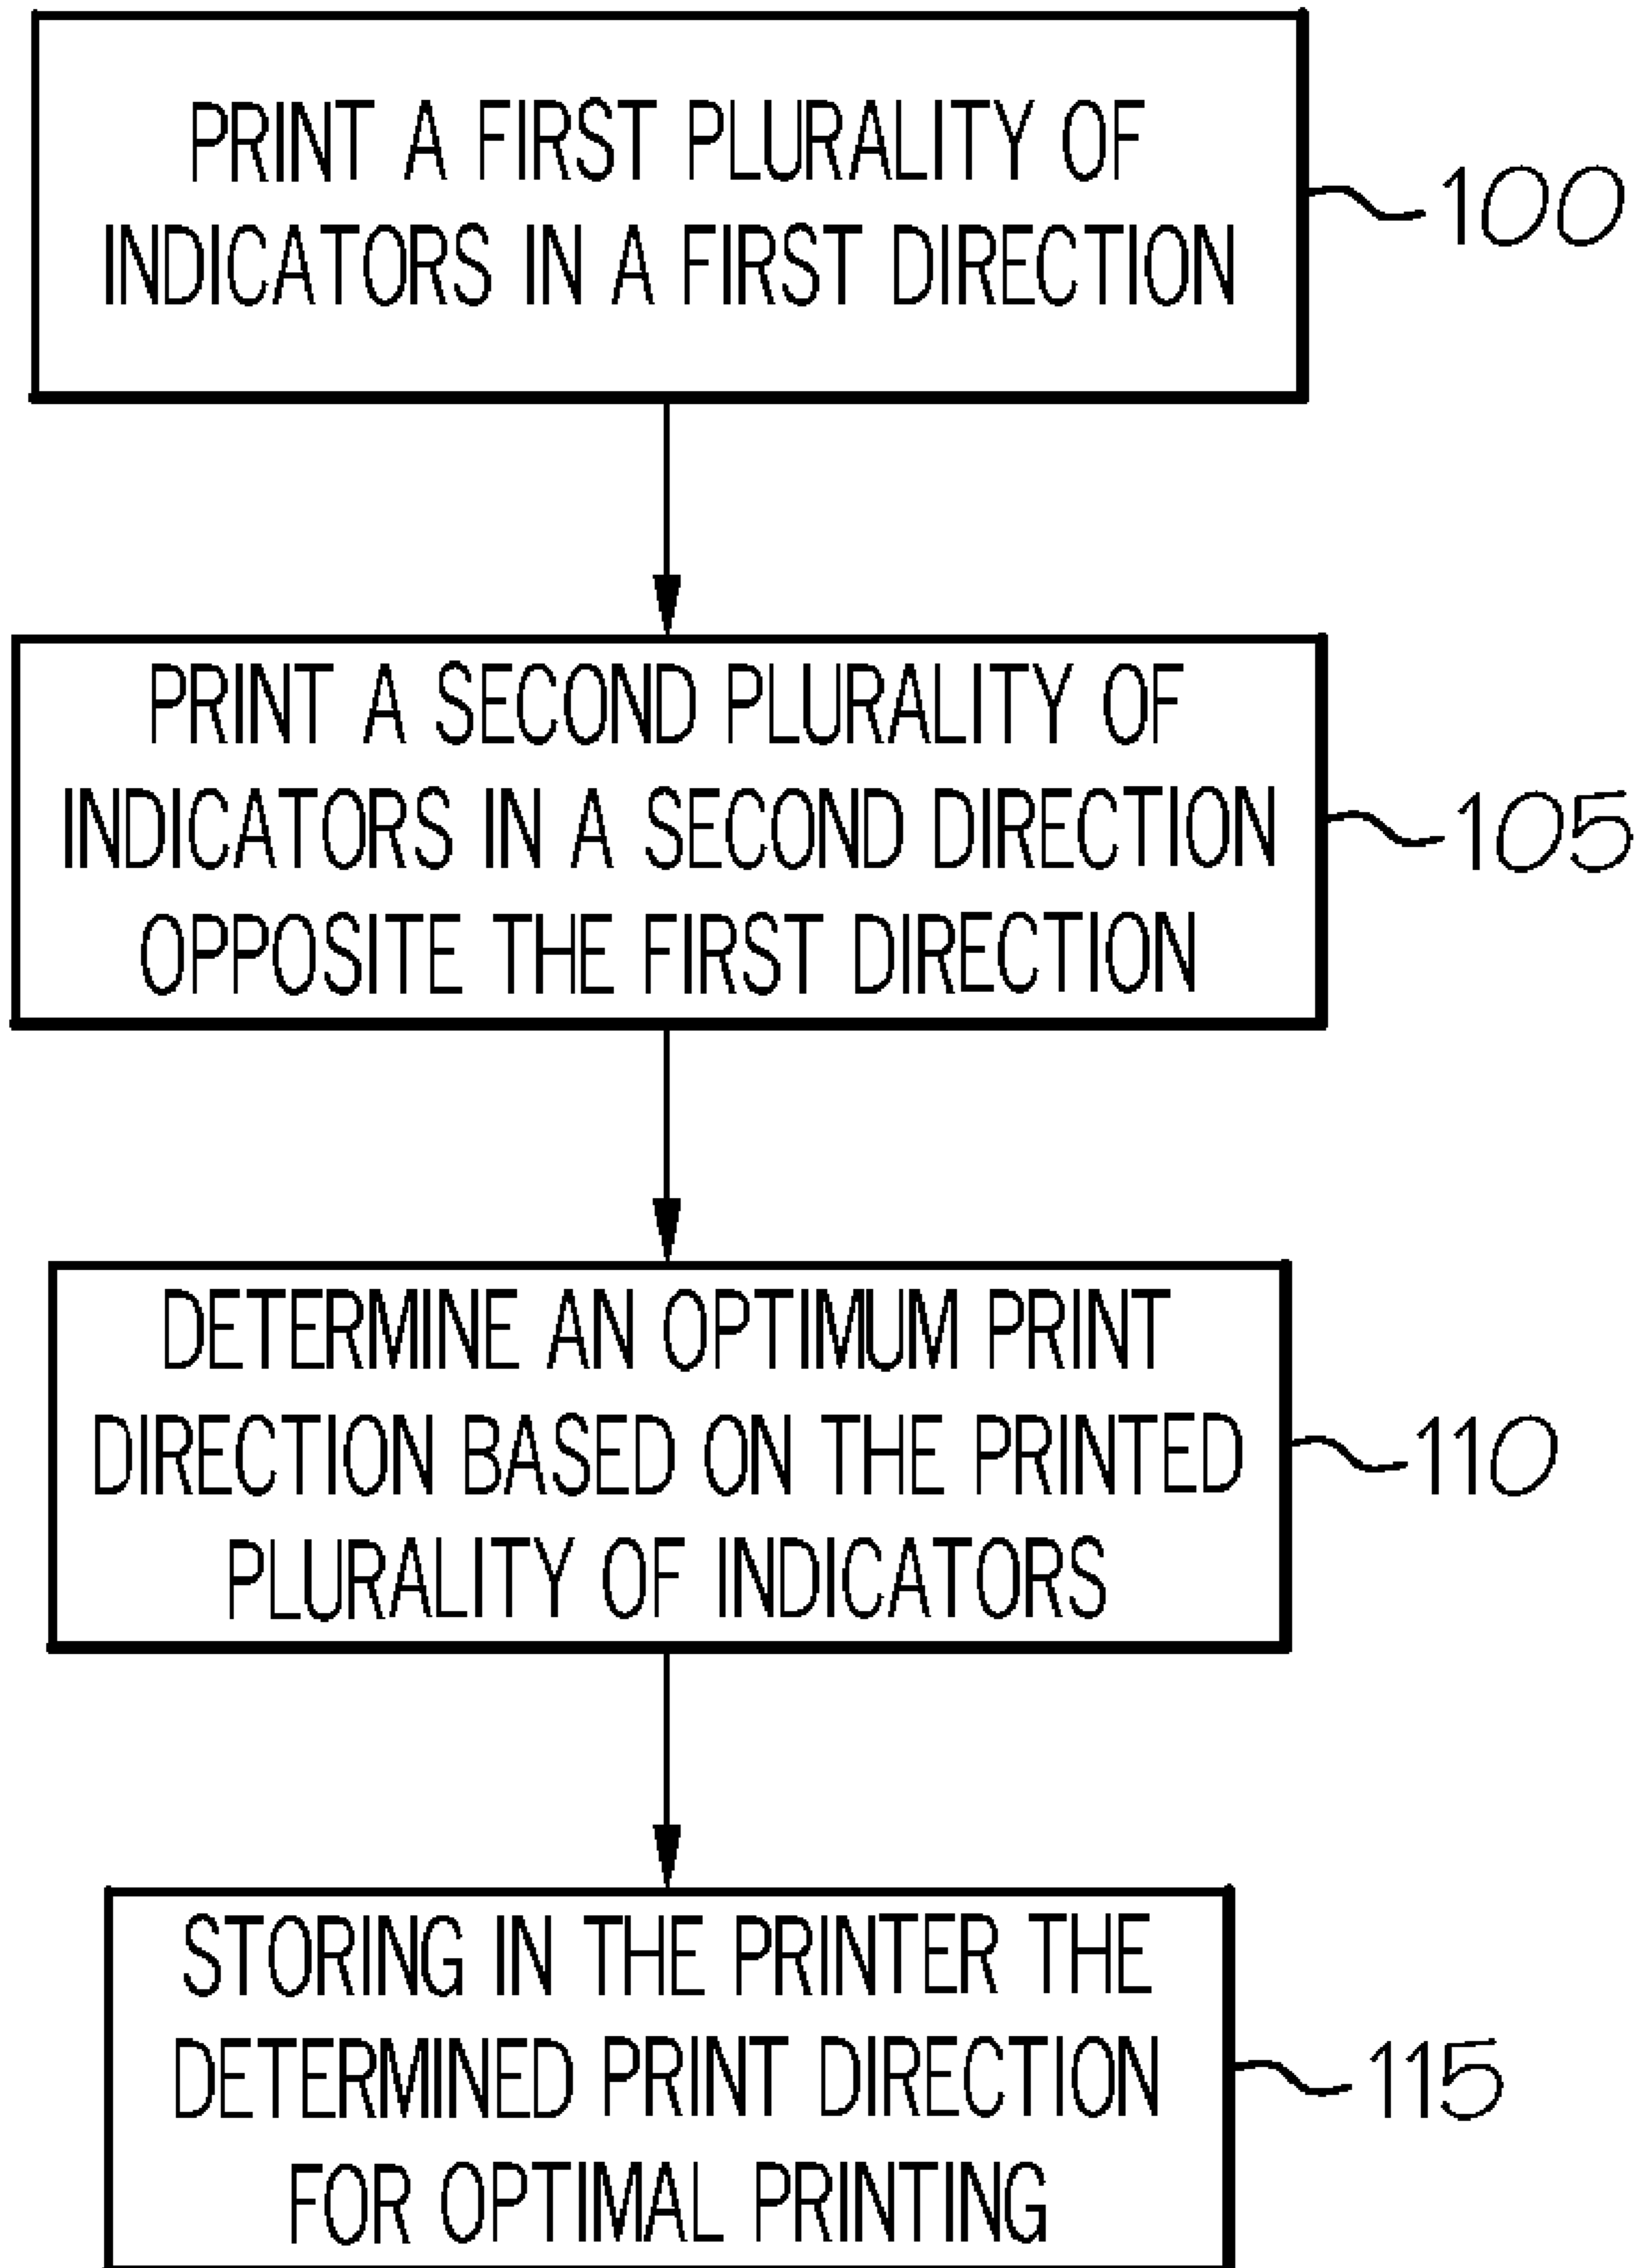 PRINT A FIRST PLURALITY OF
INDICATORS IN A FIRST DIRECTION
100
PRINT A SECOND PLURALITY OF
INDICATORS IN A SECOND DIRECTION
OPPOSITE THE FIRST DIRECTION
105
DETERMINE AN OPTIMUM PRINT
DIRECTION BASED ON THE PRINTED
PLURALITY OF INDICATORS
110
STORING IN THE PRINTER THE
DETERMINED PRINT DIRECTION
FOR OPTIMAL PRINTING
115